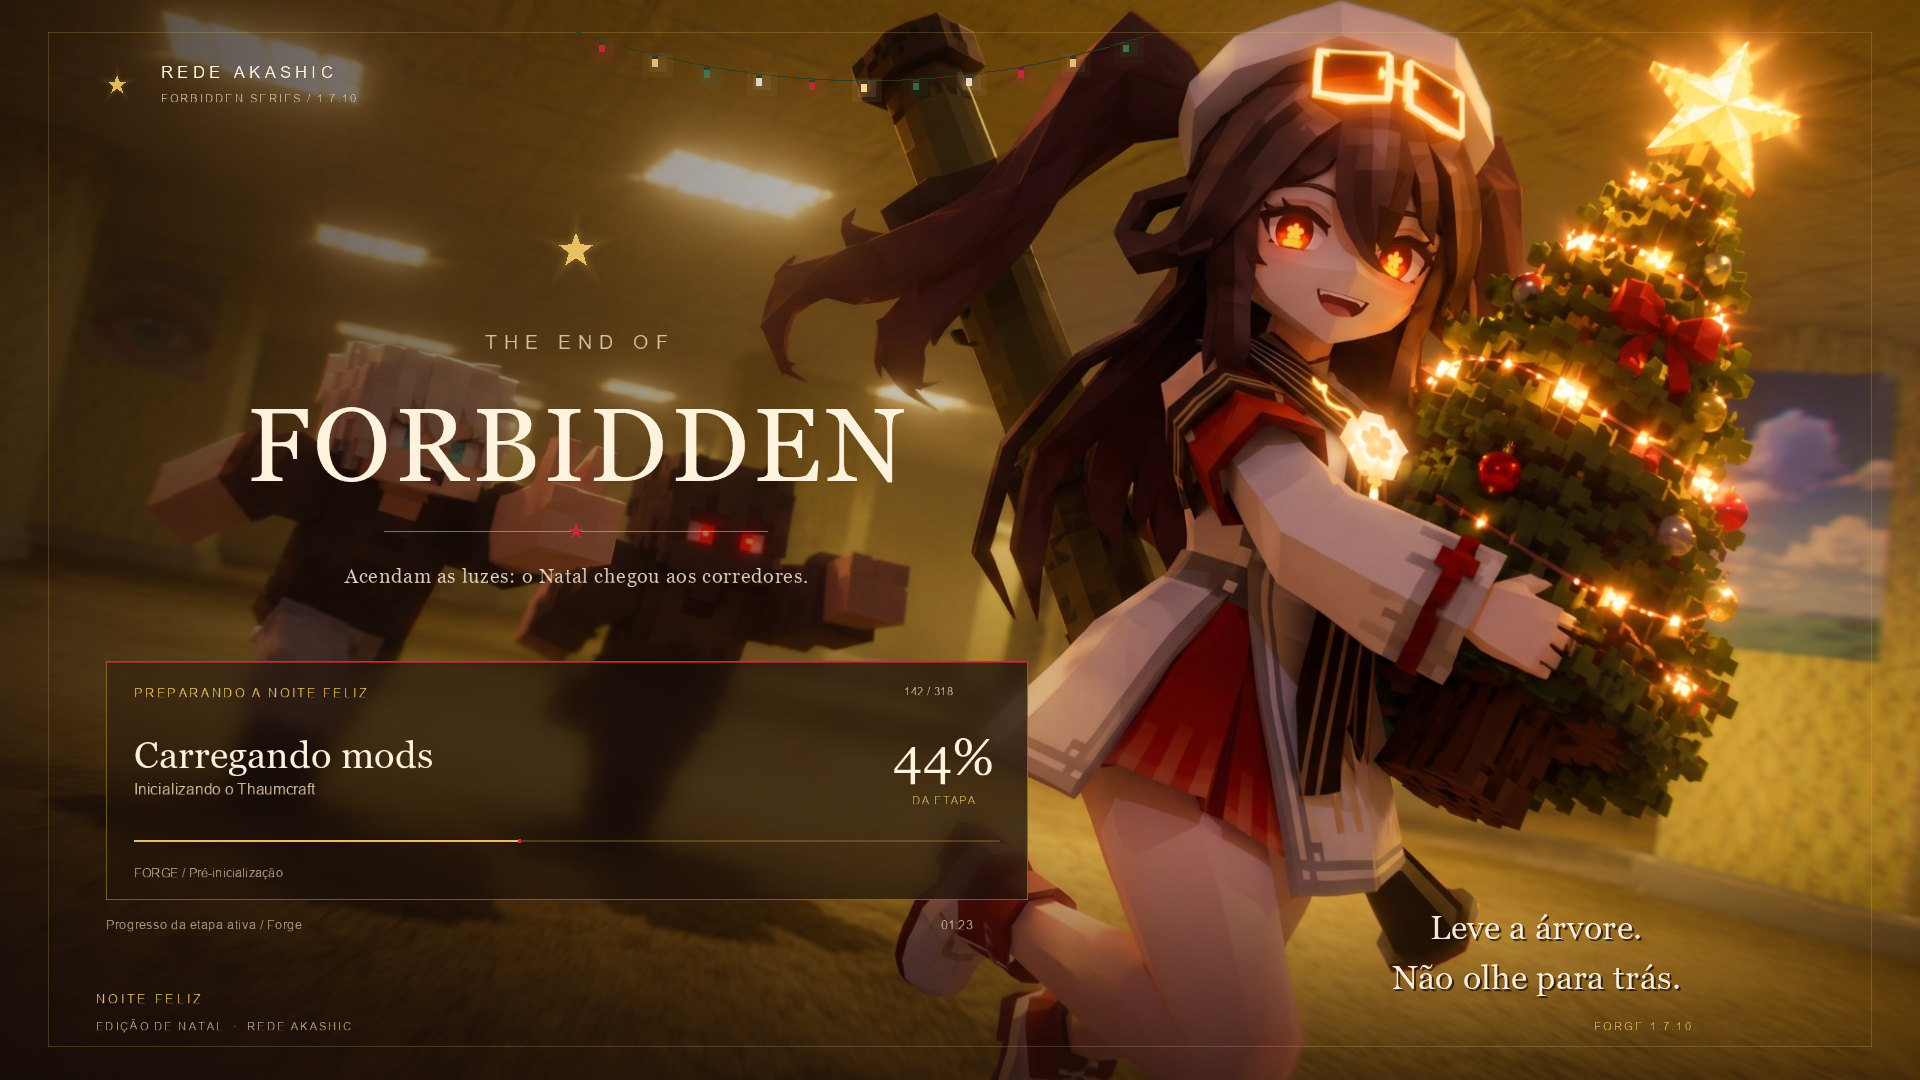 REDE AKASHIC
FORBIDDEN SERIES / 1.7.10
THE END OF
FORBIDDEN
Acendam as luzes: o Natal chegou aos corredores.
PREPARANDO A NOITE FELIZ
142 / 318
Carregando mods
44%
Inicializando o Thaumcraft
DA ETAPA
FORGE / Pré-inicialização
Progresso da etapa ativa / Forge
01:23
Leve a árvore.
Não olhe para trás.
NOITE FELIZ
EDIÇÃO DE NATAL · REDE AKASHIC
FORGE 1.7.10